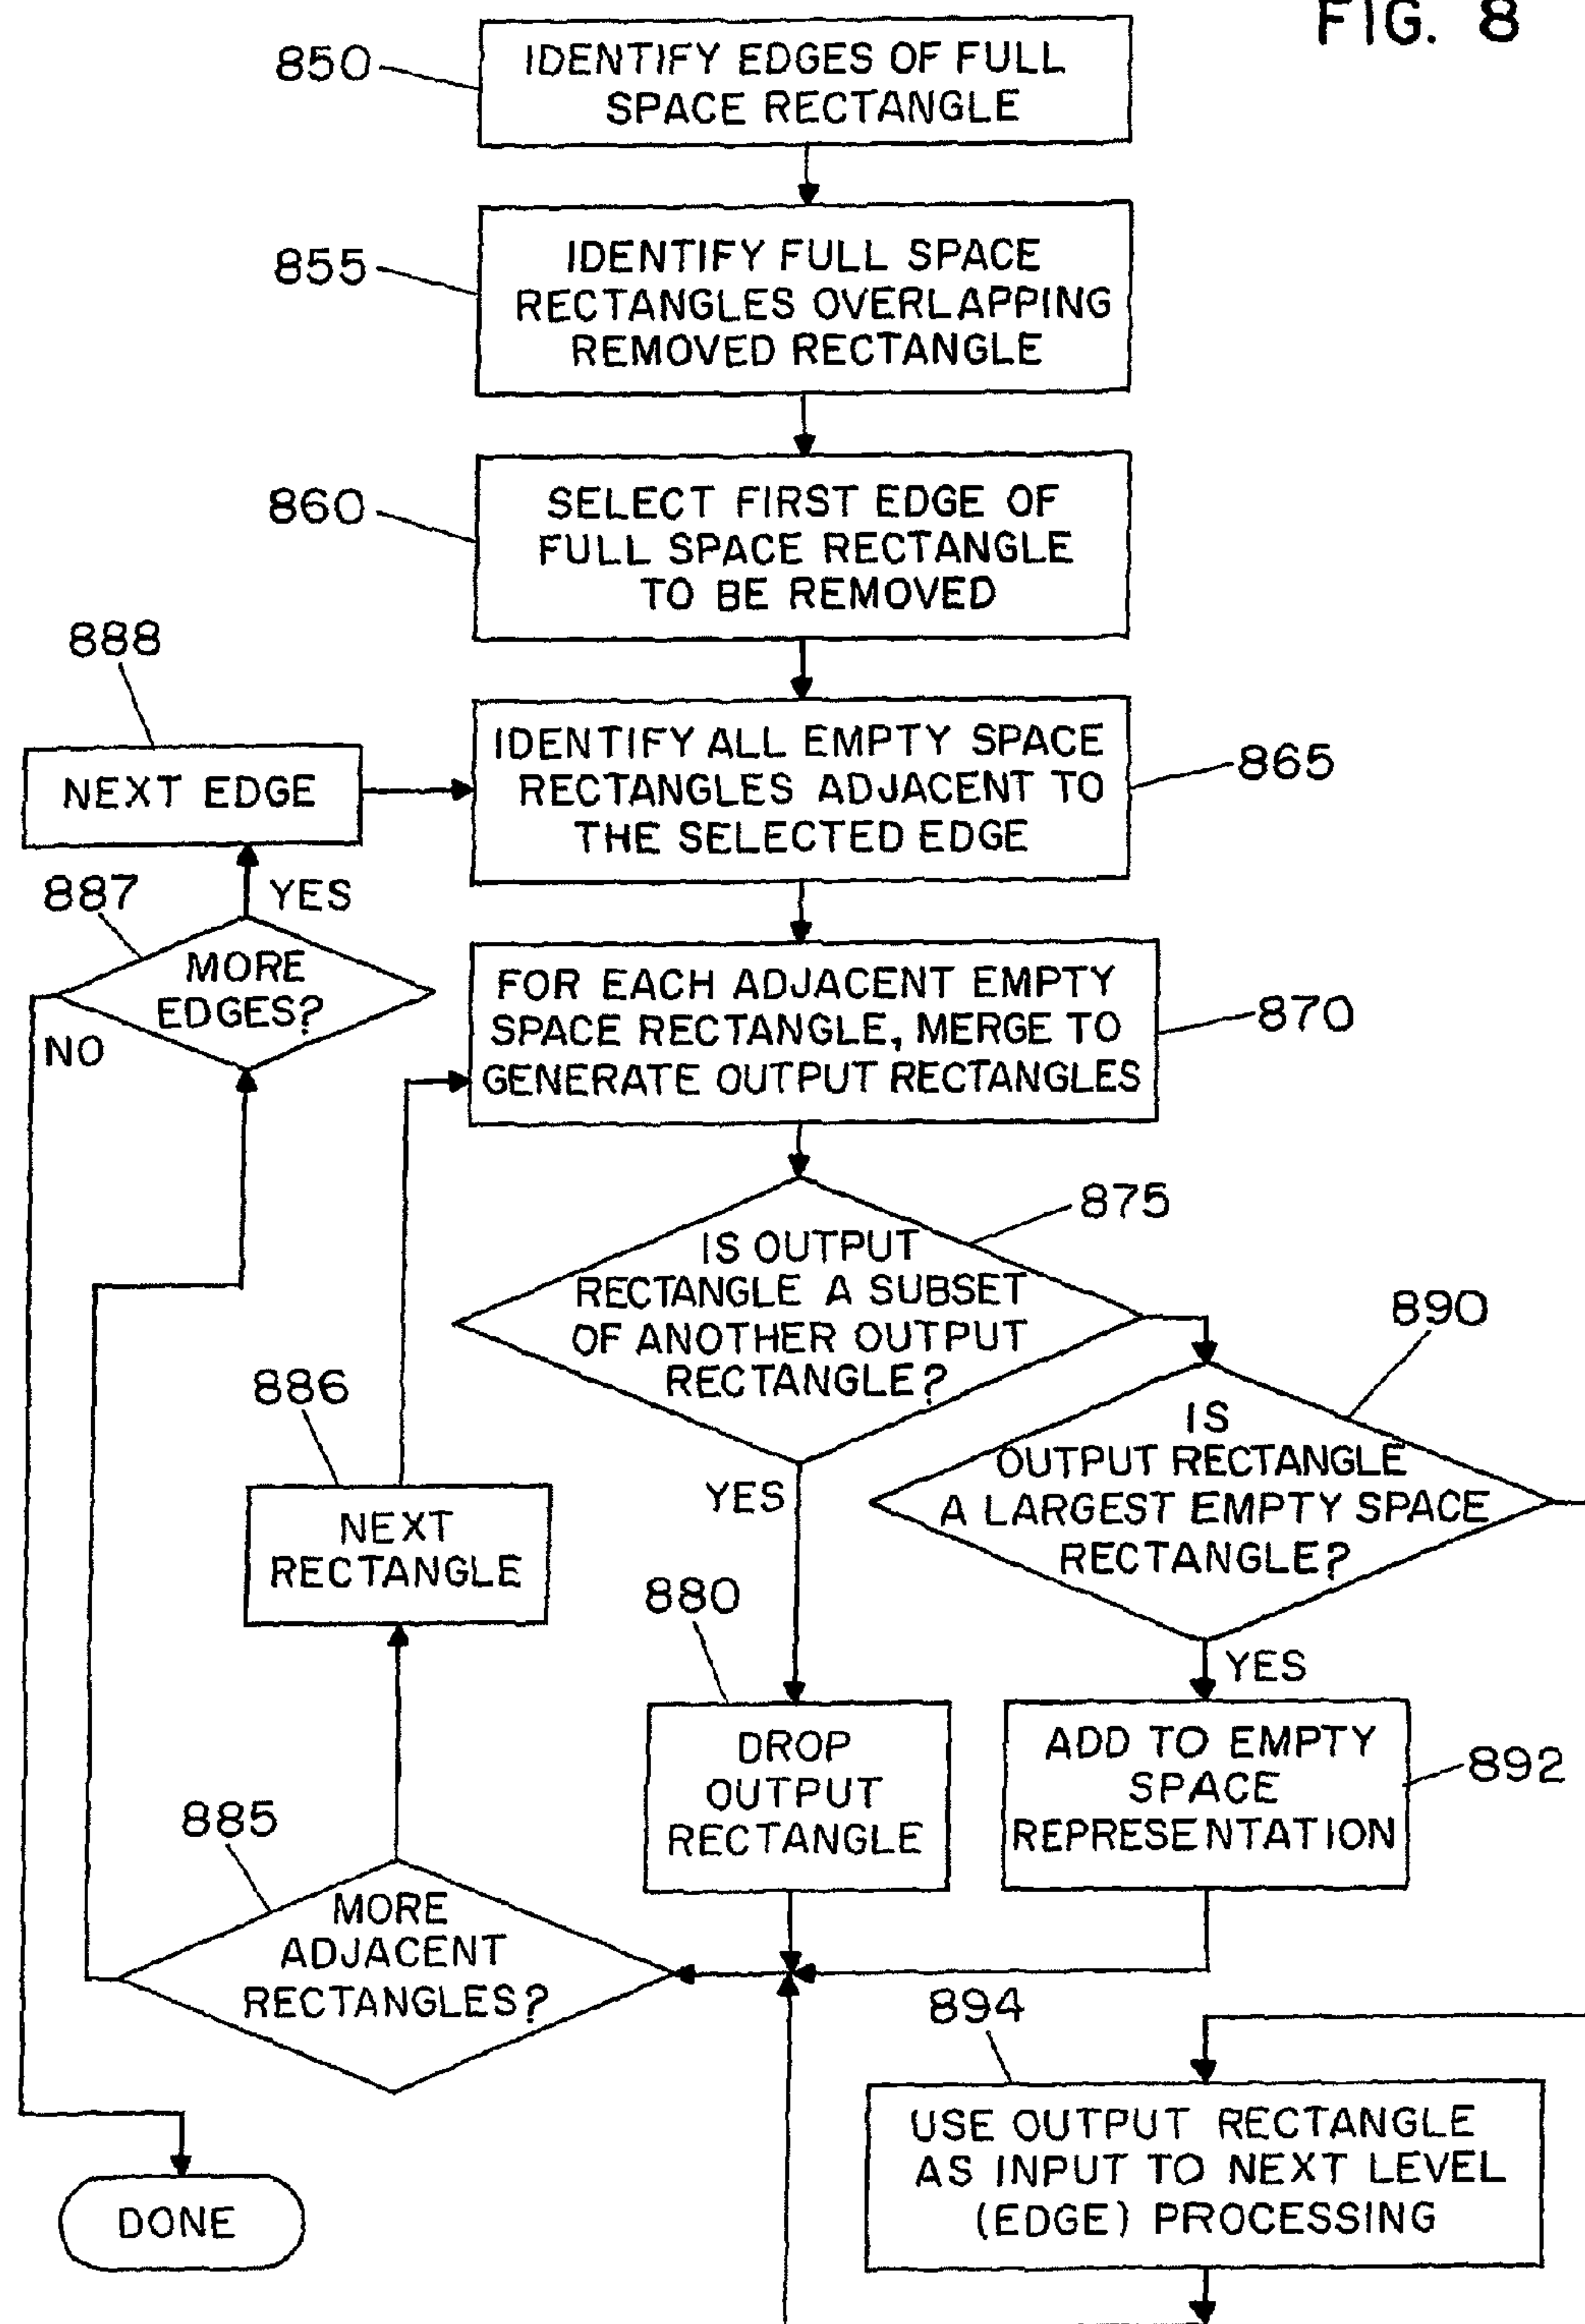 FIG. 8
850
IDENTIFY EDGES OF FULL
SPACE RECTANGLE
855
IDENTIFY FULL SPACE
RECTANGLES OVERLAPPING
REMOVED RECTANGLE
860
SELECT FIRST EDGE OF
FULL SPACE RECTANGLE
TO BE REMOVED
888
NEXT EDGE
IDENTIFY ALL EMPTY SPACE
RECTANGLES ADJACENT TO
THE SELECTED EDGE
865
887
YES
MORE
EDGES?
NO
FOR EACH ADJACENT EMPTY
SPACE RECTANGLE, MERGE TO
GENERATE OUTPUT RECTANGLES
870
875
IS OUTPUT
RECTANGLE A SUBSET
OF ANOTHER OUTPUT
RECTANGLE?
YES
890
IS
OUTPUT RECTANGLE
A LARGEST EMPTY SPACE
RECTANGLE?
YES
886
NEXT
RECTANGLE
880
DROP
OUTPUT
RECTANGLE
ADD TO EMPTY
SPACE
REPRESENTATION
892
885
MORE
ADJACENT
RECTANGLES?
894
USE OUTPUT RECTANGLE
AS INPUT TO NEXT LEVEL
(EDGE) PROCESSING
DONE